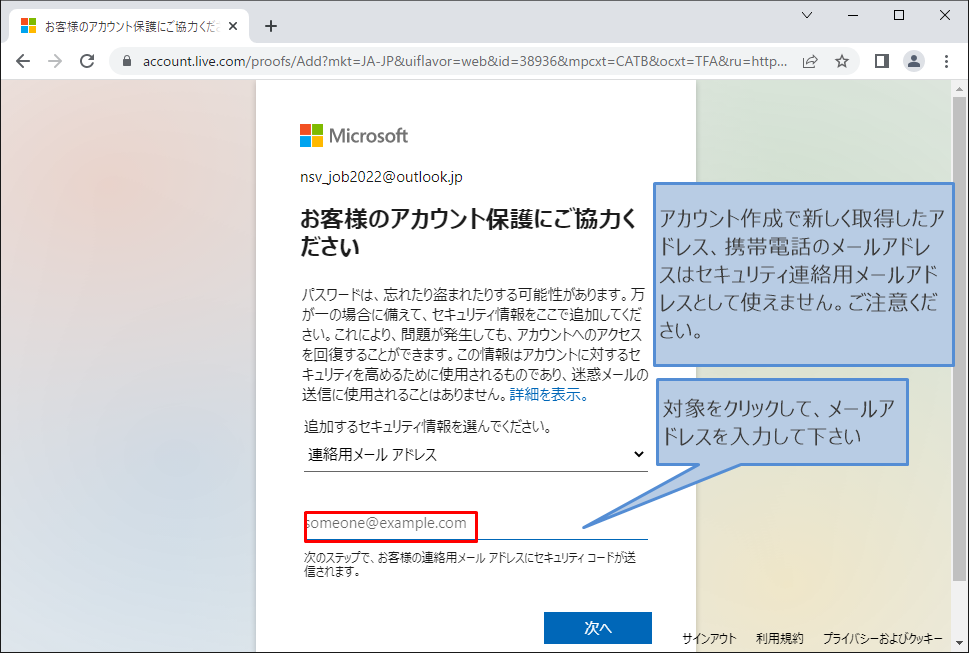 お客様のアカウント保護にご協力くださ
account.live.com/proofs/Add?mkt=JA-JP&uiflavor=web&id=38936&mpcxt=CATB&ocxt=TFA&ru=http...
Microsoft
nsv_job2022@outlook.jp
お客様のアカウント保護にご協力く
ださい
パスワードは、忘れたり盗まれたりする可能性があります。万
が一の場合に備えて、セキュリティ情報をここで追加してくだ
さい。これにより、問題が発生しても、アカウントへのアクセス
を回復することができます。この情報はアカウントに対するセ
キュリティを高めるために使用されるものであり、迷惑メールの
送信に使用されることはありません。詳細を表示。
追加するセキュリティ情報を選んでください。
連絡用メール アドレス
someone@example.com
次のステップで、お客様の連絡用メール アドレスにセキュリティ コードが送
信されます。
次へ
アカウント作成で新しく取得したア
ドレス、携帯電話のメールアドレ
スはセキュリティ連絡用メールアド
レスとして使えません。ご注意くだ
さい。
対象をクリックして、メールア
ドレスを入力して下さい
サインアウト 利用規約 プライバシーおよびクッキー